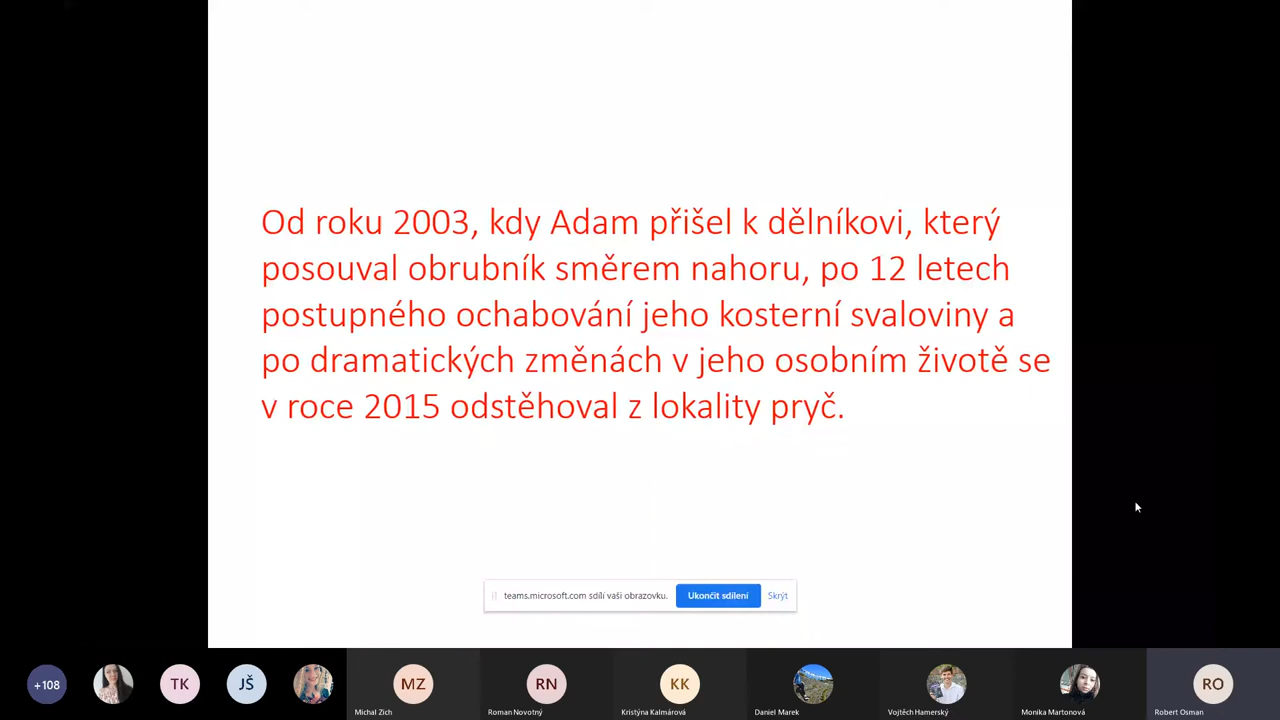 Od roku 2003, kdy Adam přišel k dělníkovi, který
posouval obrubník směrem nahoru, po 12 letech
postupného ochabování jeho kosterní svaloviny a
po dramatických změnách v jeho osobním životě se
v roce 2015 odstěhoval z lokality pryč.
teams.microsoft.com sdílí vaši obrazovku. Ukončit sdílení Skrýt
+108 TK JŠ MZ RN KK RO
Michal Zich Roman Novotný Kristýna Kalmárová Daniel Marek Vojtěch Hamerský Monika Martonová Robert Osman